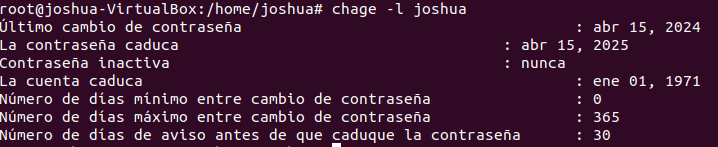 root@joshua-VirtualBox:/home/joshua# chage -l joshua
Último cambio de contraseña : abr 15, 2024
La contraseña caduca : abr 15, 2025
Contraseña inactiva : nunca
La cuenta caduca : ene 01, 1971
Número de días mínimo entre cambio de contraseña : 0
Número de días máximo entre cambio de contraseña : 365
Número de días de aviso antes de que caduque la contraseña : 30